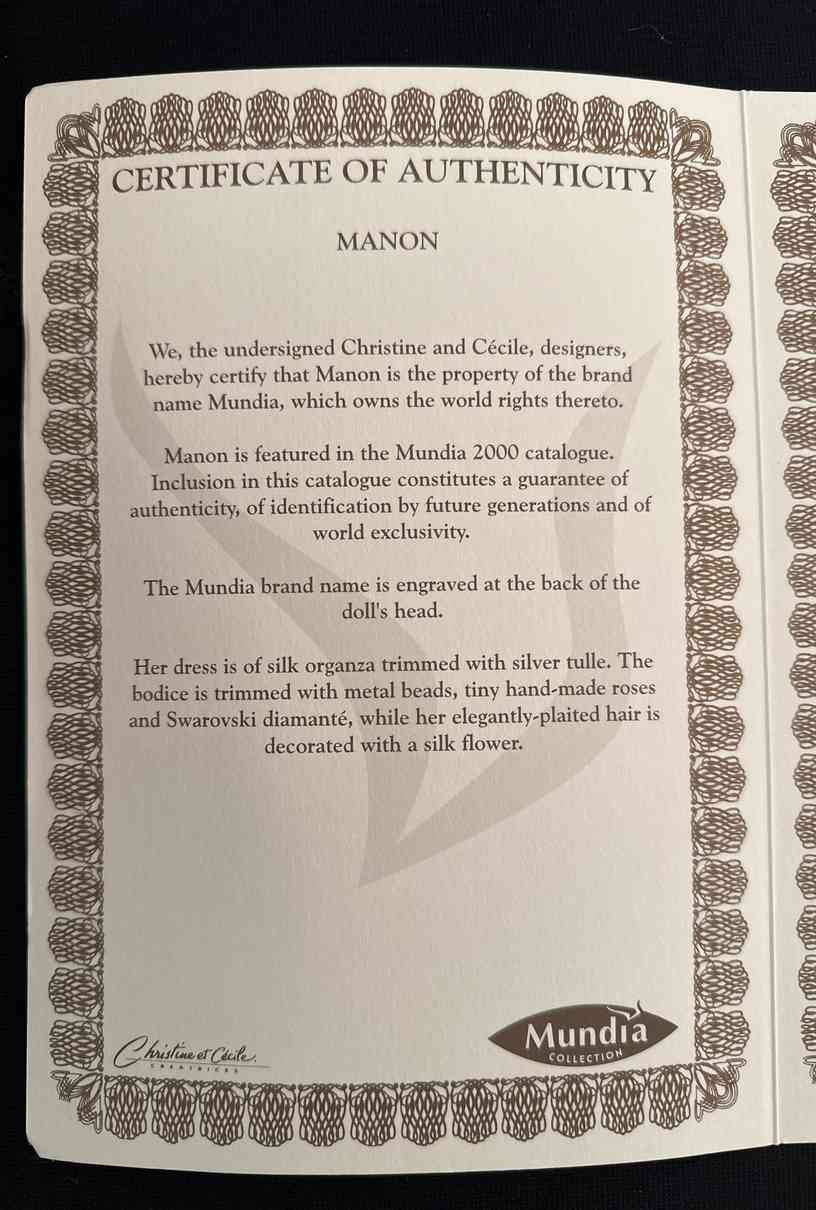 CERTIFICATE OF AUTHENTICITY
MANON
We, the undersigned Christine and Cécile, designers,
hereby certify that Manon is the property of the brand
name Mundia, which owns the world rights thereto.
Manon is featured in the Mundia 2000 catalogue.
Inclusion in this catalogue constitutes a guarantee of
authenticity, of identification by future generations and of
world exclusivity.
The Mundia brand name is engraved at the back of the
doll's head.
Her dress is of silk organza trimmed with silver tulle. The
bodice is trimmed with metal beads, tiny hand-made roses
and Swarovski diamanté, while her elegantly-plaited hair is
decorated with a silk flower.
Christine et Cécile.
CREATRICES
Mundia
COLLECTION